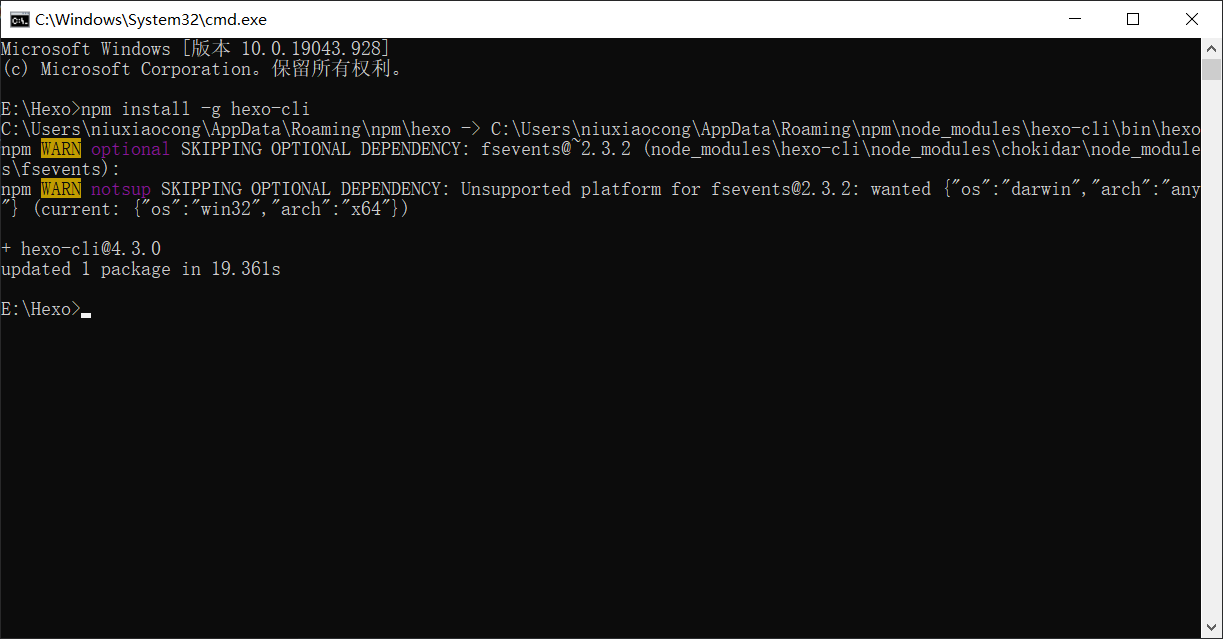 C:\Windows\System32\cmd.exe
Microsoft Windows [版本 10.0.19043.928]
(c) Microsoft Corporation。保留所有权利。
E:\Hexo>npm install -g hexo-cli
C:\Users\niuxiaocong\AppData\Roaming\npm\hexo -> C:\Users\niuxiaocong\AppData\Roaming\npm\node_modules\hexo-cli\bin\hexo
npm WARN optional SKIPPING OPTIONAL DEPENDENCY: fsevents@~2.3.2 (node_modules\hexo-cli\node_modules\chokidar\node_module
s\fsevents):
npm WARN notsup SKIPPING OPTIONAL DEPENDENCY: Unsupported platform for fsevents@2.3.2: wanted {"os":"darwin","arch":"any
"} (current: {"os":"win32","arch":"x64"})
+ hexo-cli@4.3.0
updated 1 package in 19.361s
E:\Hexo>